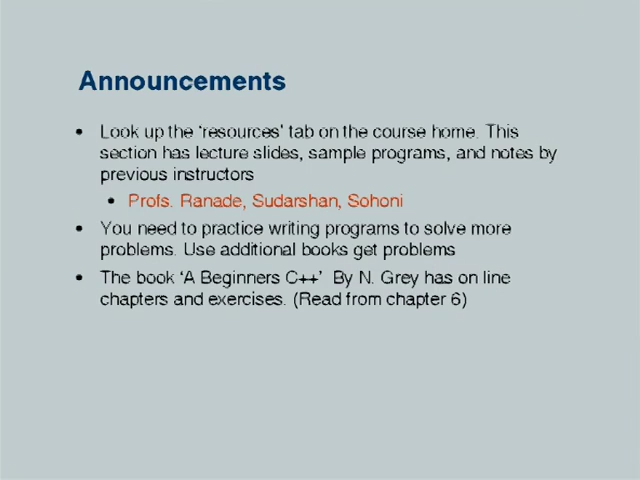 Announcements
• Look up the ‘resources’ tab on the course home. This
section has lecture slides, sample programs, and notes by
previous instructors
• Profs. Ranade, Sudarshan, Sohoni
• You need to practice writing programs to solve more
problems. Use additional books get problems
• The book ‘A Beginners C++’ By N. Grey has on line
chapters and exercises. (Read from chapter 6)